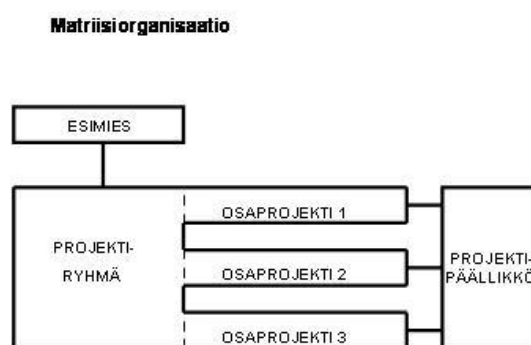 Matriisiorganisaatio
ESIMIES
PROJEKTI-
RYHMÄ
OSAPROJEKTI 1
OSAPROJEKTI 2
OSAPROJEKTI 3
PROJEKTI-
PÄÄLLIKKÖ